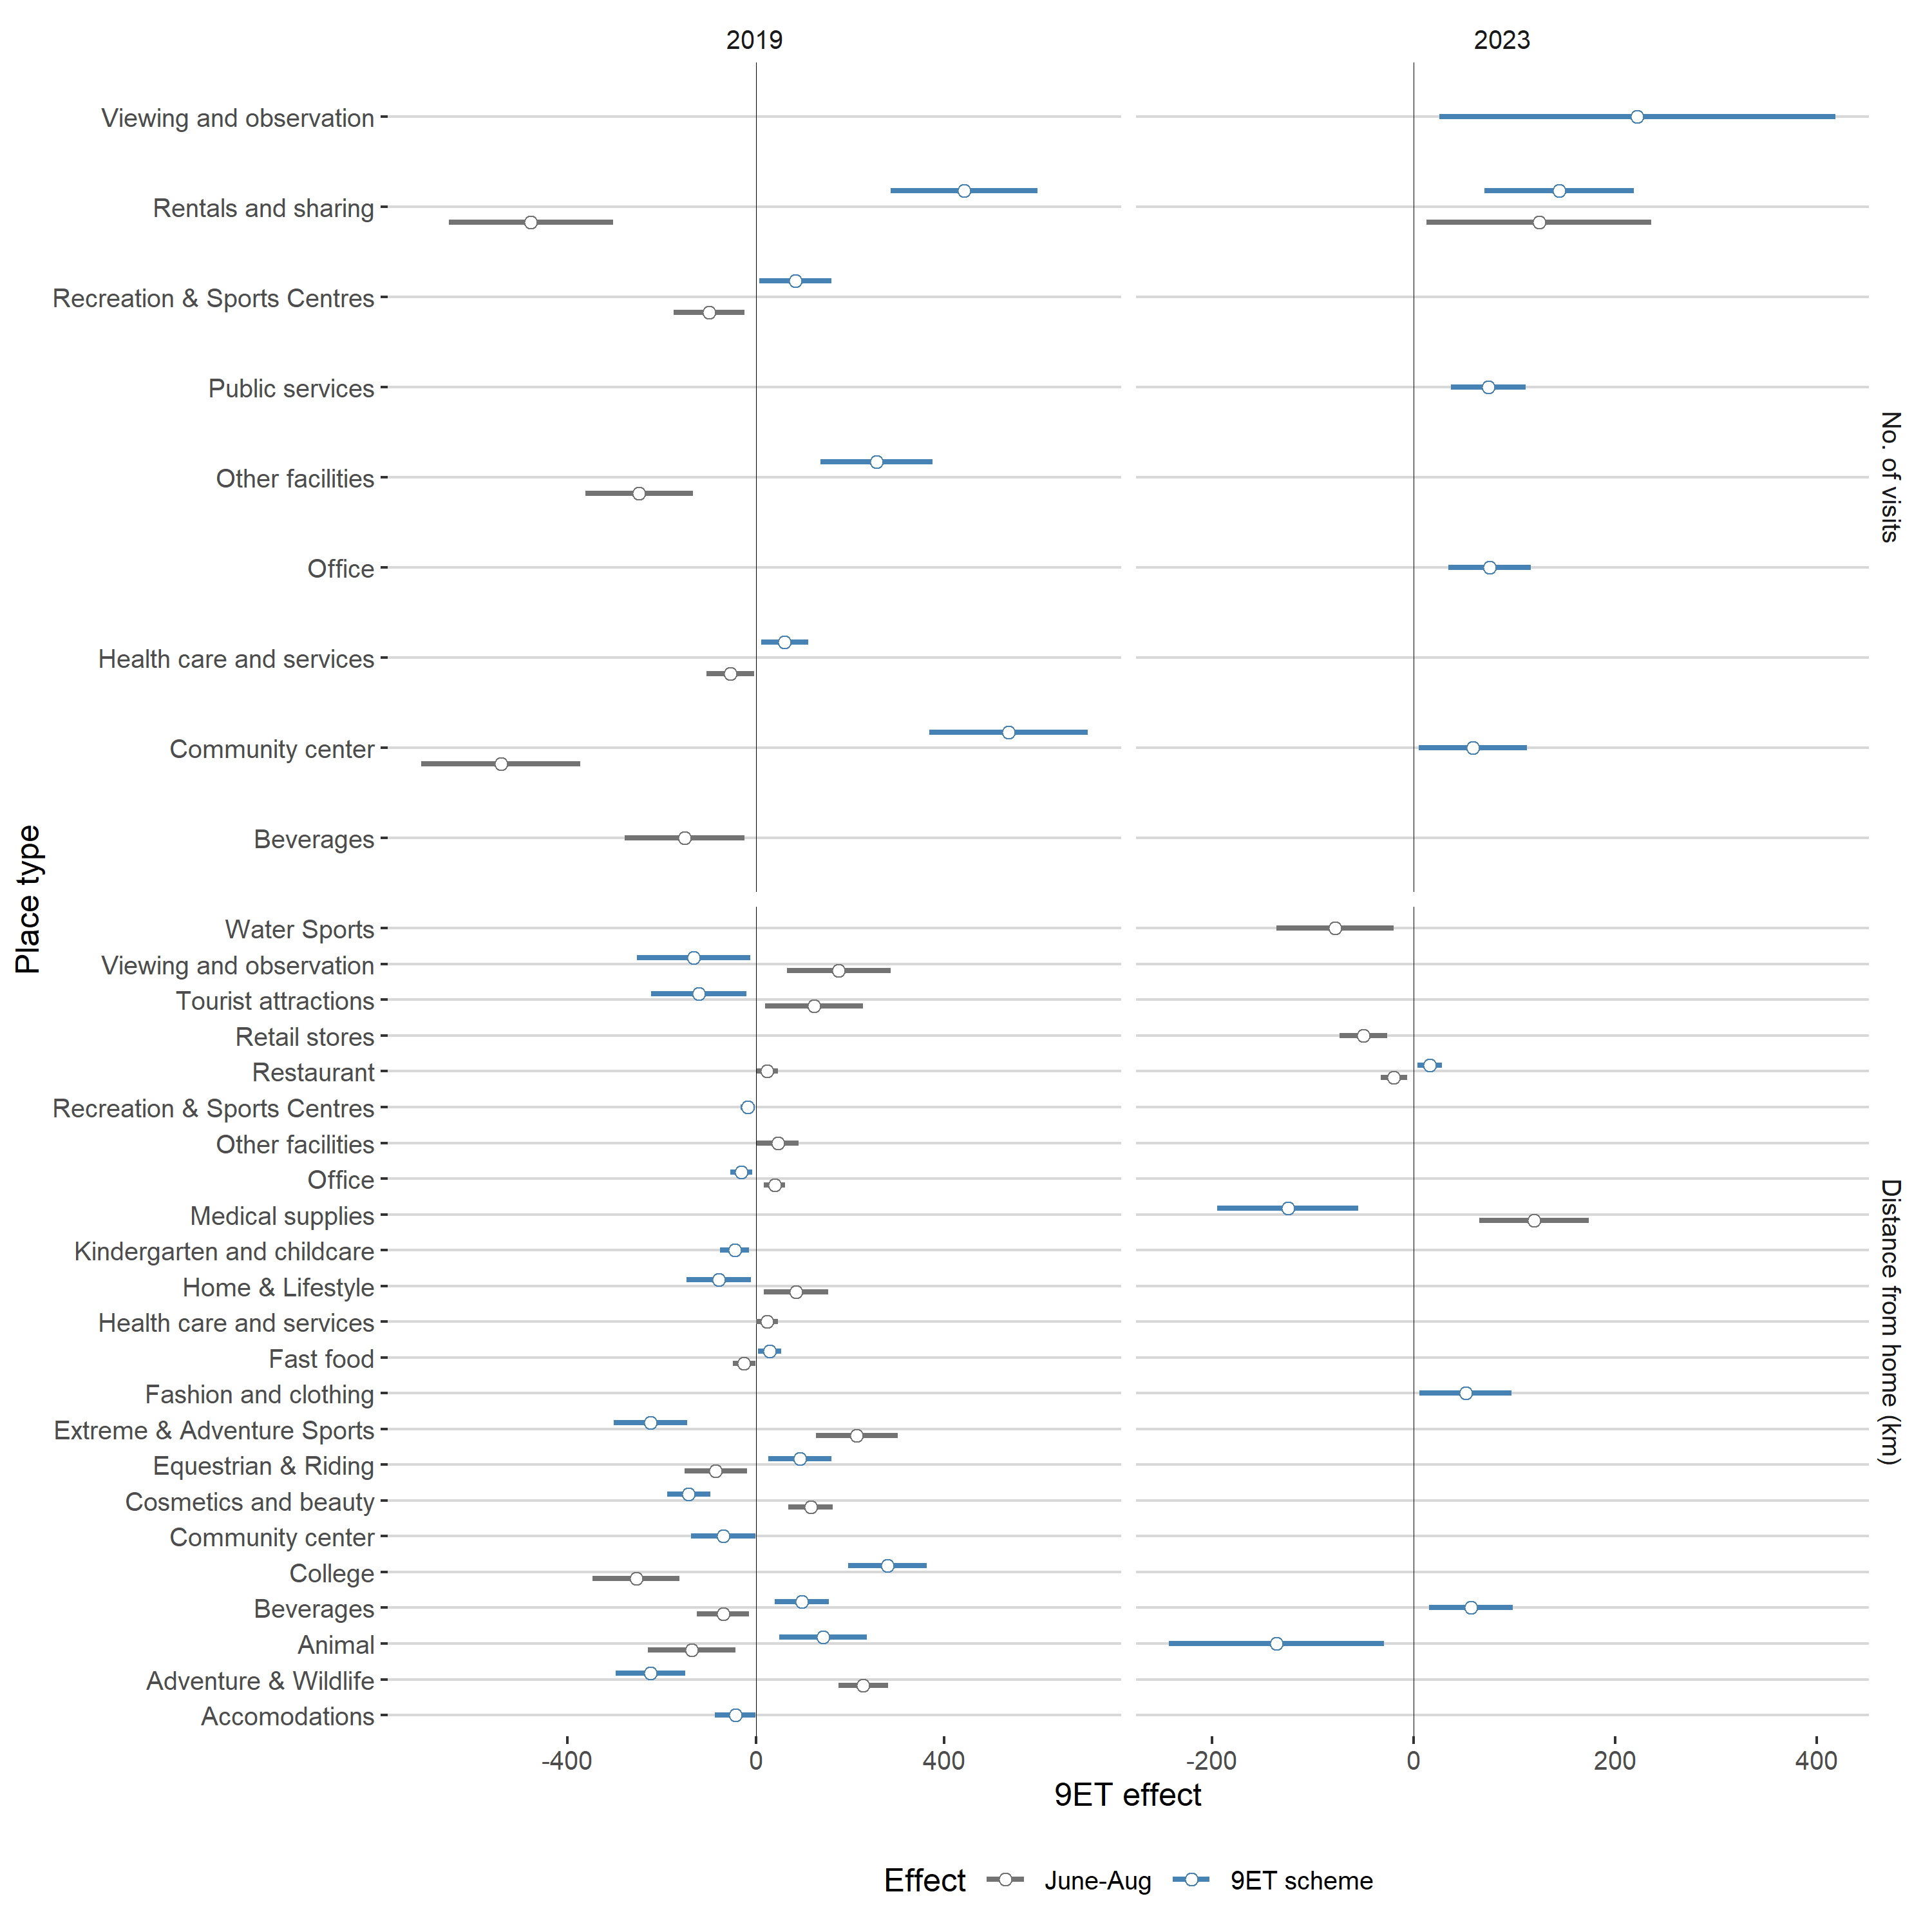 2019
2023
Viewing and observation
Rentals and sharing
Recreation & Sports Centres
Public services
Other facilities
Office
Health care and services
Community center
Beverages
No. of visits
Place type
Water Sports
Viewing and observation
Tourist attractions
Retail stores
Restaurant
Recreation & Sports Centres
Other facilities
Office
Medical supplies
Kindergarten and childcare
Home & Lifestyle
Health care and services
Fast food
Fashion and clothing
Extreme & Adventure Sports
Equestrian & Riding
Cosmetics and beauty
Community center
College
Beverages
Animal
Adventure & Wildlife
Accomodations
Distance from home (km)
-400 0 400
-200 0 200 400
9ET effect
Effect June-Aug 9ET scheme